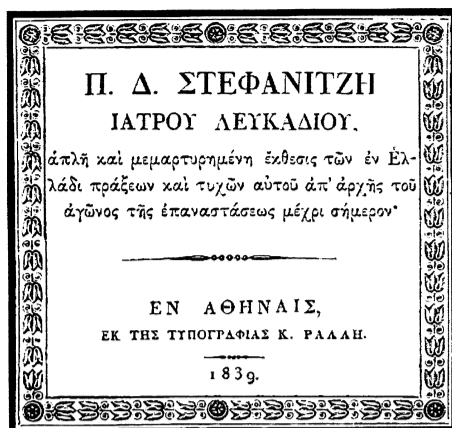 Π. Δ. ΣΤΕΦΑΝΙΤΖΗ
ΙΑΤΡΟΥ ΛΕΥΚΑΔΙΟΥ.
ἁπλῆ καὶ μεμαρτυρημένη ἔκθεσις τῶν ἐν Ἑλ-
λάδι πράξεων καὶ τυχῶν αὐτοῦ ἀπ' ἀρχῆς τοῦ
ἀγῶνος τῆς ἐπαναστάσεως μέχρι σήμερον·
ΕΝ ΑΘΗΝΑΙΣ,
ΕΚ ΤΗΣ ΤΥΠΟΓΡΑΦΙΑΣ Κ. ΡΑΛΛΗ.
1839.